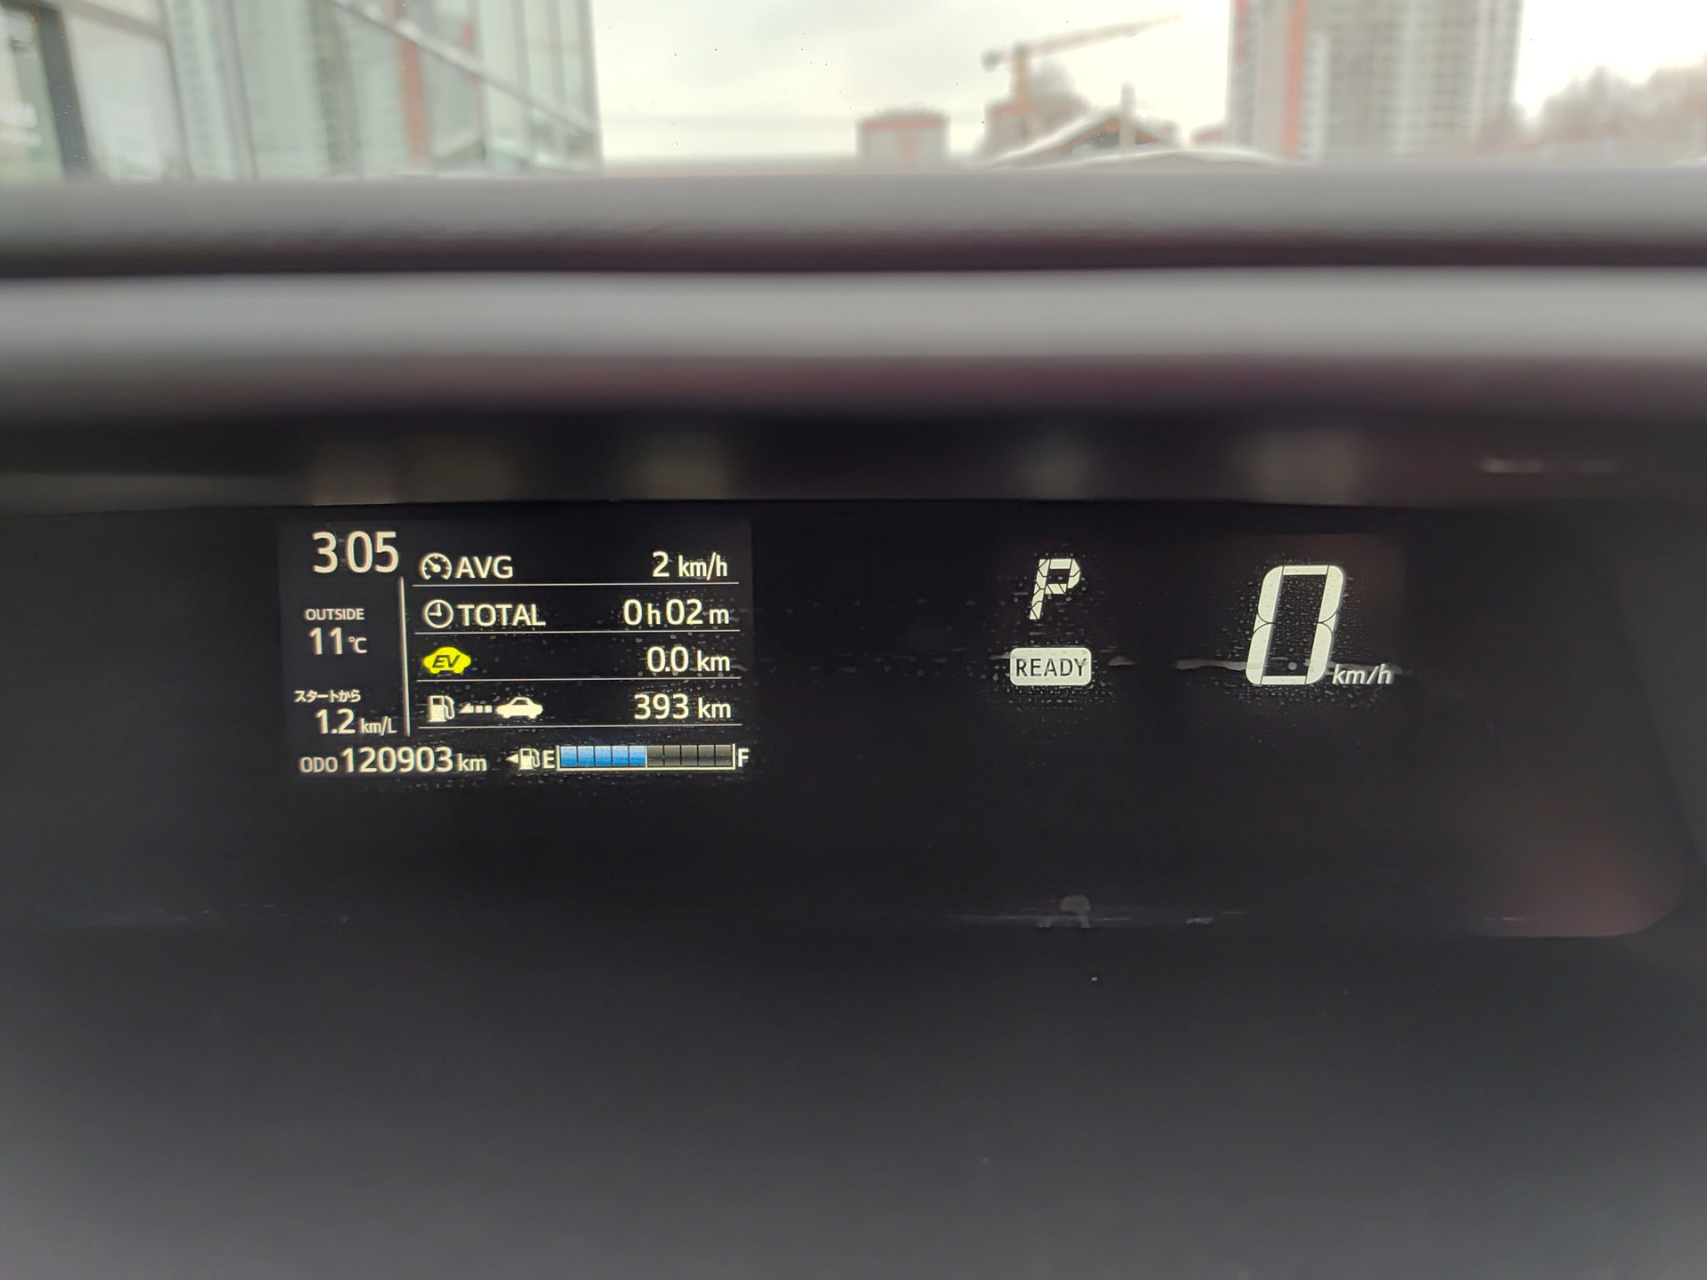 3:05
AVG 2 km/h
TOTAL 0h02m
OUTSIDE
11℃
EV 0.0 km
スタートから
1.2 km/L
393 km
ODO 120903 km
E F
P
READY
0 km/h